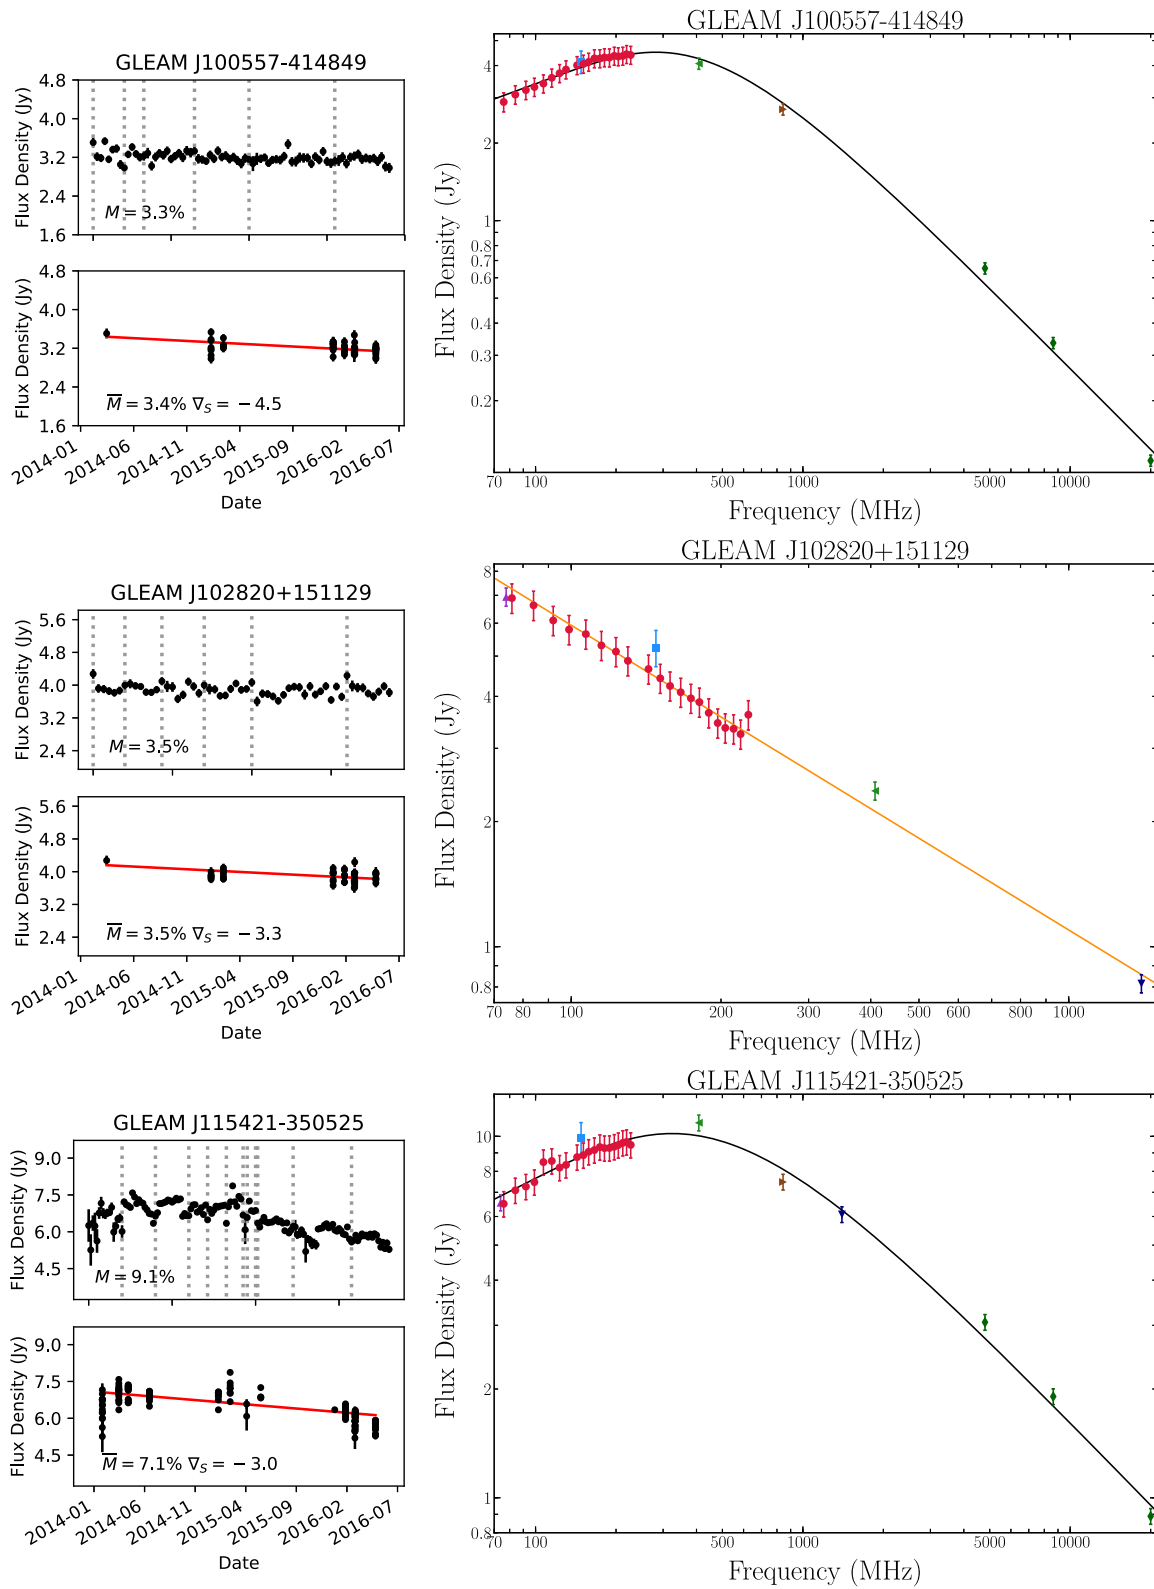 GLEAM J100557-414849
Flux Density (Jy)
4.8
4.0
3.2
2.4
1.6
M = 3.3%
Flux Density (Jy)
4.8
4.0
3.2
2.4
1.6
M = 3.4% ∇S = −4.5
2014-01 2014-06 2014-11 2015-04 2015-09 2016-02 2016-07
Date
GLEAM J100557-414849
Flux Density (Jy)
4
2
1
0.8
0.7
0.6
0.4
0.3
0.2
70 100 500 1000 5000 10000
Frequency (MHz)
GLEAM J102820+151129
Flux Density (Jy)
5.6
4.8
4.0
3.2
2.4
M = 3.5%
Flux Density (Jy)
5.6
4.8
4.0
3.2
2.4
M = 3.5% ∇S = −3.3
2014-01 2014-06 2014-11 2015-04 2015-09 2016-02 2016-07
Date
GLEAM J102820+151129
Flux Density (Jy)
8
6
4
2
1
0.8
70 80 100 200 300 400 500 600 800 1000
Frequency (MHz)
GLEAM J115421-350525
Flux Density (Jy)
9.0
7.5
6.0
4.5
M = 9.1%
Flux Density (Jy)
9.0
7.5
6.0
4.5
M = 7.1% ∇S = −3.0
2014-01 2014-06 2014-11 2015-04 2015-09 2016-02 2016-07
Date
GLEAM J115421-350525
Flux Density (Jy)
10
8
6
4
2
1
0.8
70 100 500 1000 5000 10000
Frequency (MHz)